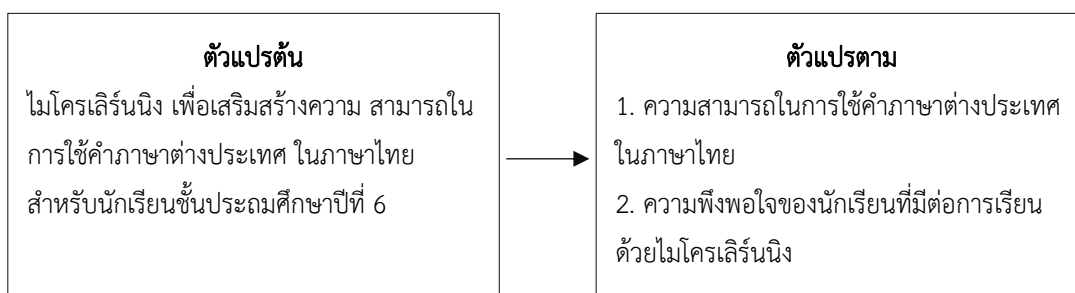 ตัวแปรต้น
ไมโครเลิร์นนิง เพื่อเสริมสร้างความ สามารถใน
การใช้คำภาษาต่างประเทศ ในภาษาไทย
สำหรับนักเรียนชั้นประถมศึกษาปีที่ 6
ตัวแปรตาม
1. ความสามารถในการใช้คำภาษาต่างประเทศ
ในภาษาไทย
2. ความพึงพอใจของนักเรียนที่มีต่อการเรียน
ด้วยไมโครเลิร์นนิง